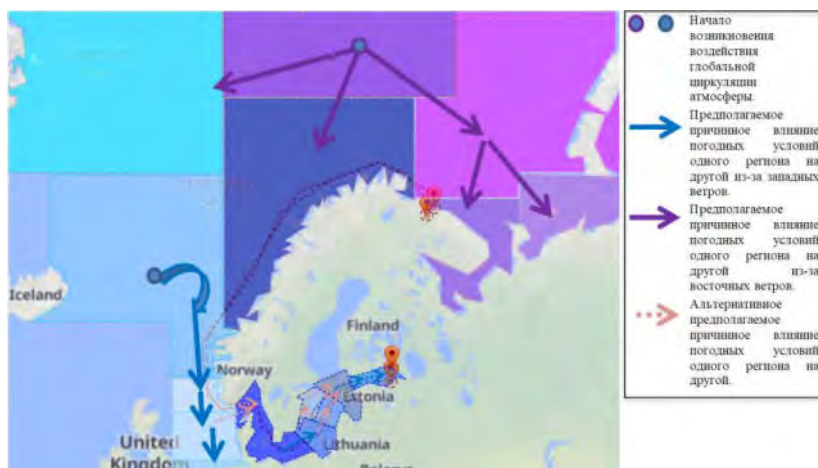 Iceland
Finland
Norway
Estonia
United
Kingdom
Lithuania
Belarus
Начало
возникновения
воздействия
глобальной
циркуляции
атмосферы.
Предполагаемое
причинное влияние
погодных условий
одного региона на
другой из-за западных
ветров.
Предполагаемое
причинное влияние
погодных условий
одного региона на
другой из-за
восточных ветров.
Альтернативное
предполагаемое
причинное влияние
погодных условий
одного региона на
другой.